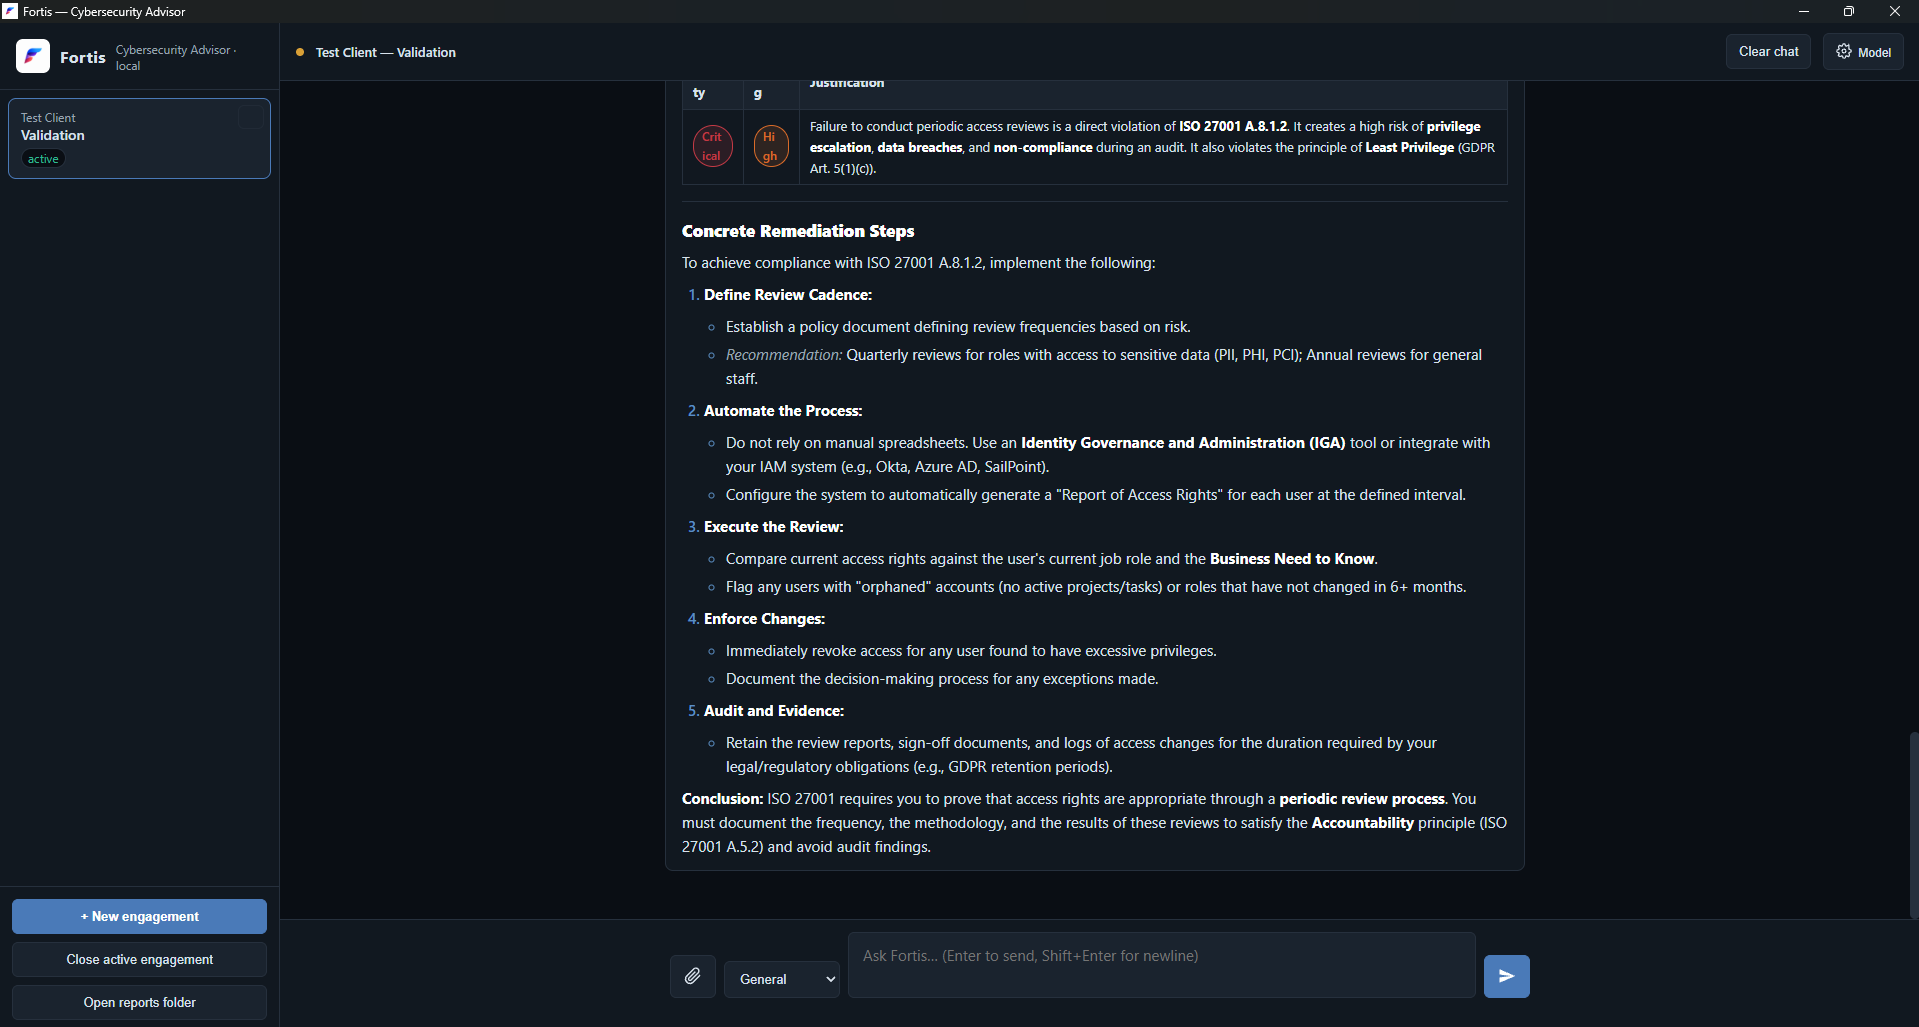 Fortis — Cybersecurity Advisor
Fortis
Cybersecurity Advisor ·
local
Test Client — Validation
Clear chat
Model
Test Client
Validation
active
ty
g
Justification
Crit
ical
Hi
gh
Failure to conduct periodic access reviews is a direct violation of ISO 27001 A.8.1.2. It creates a high risk of privilege
escalation, data breaches, and non-compliance during an audit. It also violates the principle of Least Privilege (GDPR
Art. 5(1)(c)).
Concrete Remediation Steps
To achieve compliance with ISO 27001 A.8.1.2, implement the following:
1. Define Review Cadence:
Establish a policy document defining review frequencies based on risk.
Recommendation: Quarterly reviews for roles with access to sensitive data (PII, PHI, PCI); Annual reviews for general
staff.
2. Automate the Process:
Do not rely on manual spreadsheets. Use an Identity Governance and Administration (IGA) tool or integrate with
your IAM system (e.g., Okta, Azure AD, SailPoint).
Configure the system to automatically generate a "Report of Access Rights" for each user at the defined interval.
3. Execute the Review:
Compare current access rights against the user's current job role and the Business Need to Know.
Flag any users with "orphaned" accounts (no active projects/tasks) or roles that have not changed in 6+ months.
4. Enforce Changes:
Immediately revoke access for any user found to have excessive privileges.
Document the decision-making process for any exceptions made.
5. Audit and Evidence:
Retain the review reports, sign-off documents, and logs of access changes for the duration required by your
legal/regulatory obligations (e.g., GDPR retention periods).
Conclusion: ISO 27001 requires you to prove that access rights are appropriate through a periodic review process. You
must document the frequency, the methodology, and the results of these reviews to satisfy the Accountability principle (ISO
27001 A.5.2) and avoid audit findings.
+ New engagement
Close active engagement
Open reports folder
General
Ask Fortis... (Enter to send, Shift+Enter for newline)